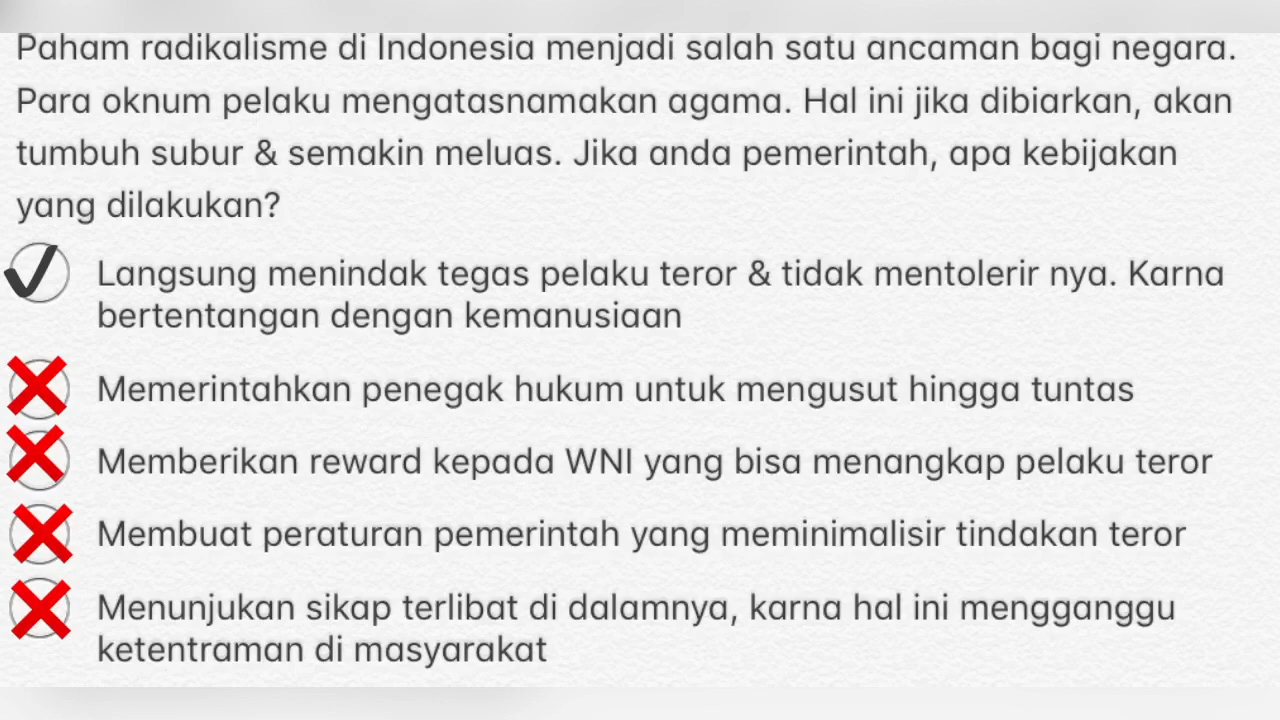 Paham radikalisme di Indonesia menjadi salah satu ancaman bagi negara.
Para oknum pelaku mengatasnamakan agama. Hal ini jika dibiarkan, akan
tumbuh subur & semakin meluas. Jika anda pemerintah, apa kebijakan
yang dilakukan?
Langsung menindak tegas pelaku teror & tidak mentolerir nya. Karna
bertentangan dengan kemanusiaan
Memerintahkan penegak hukum untuk mengusut hingga tuntas
Memberikan reward kepada WNI yang bisa menangkap pelaku teror
Membuat peraturan pemerintah yang meminimalisir tindakan teror
Menunjukan sikap terlibat di dalamnya, karna hal ini mengganggu
ketentraman di masyarakat